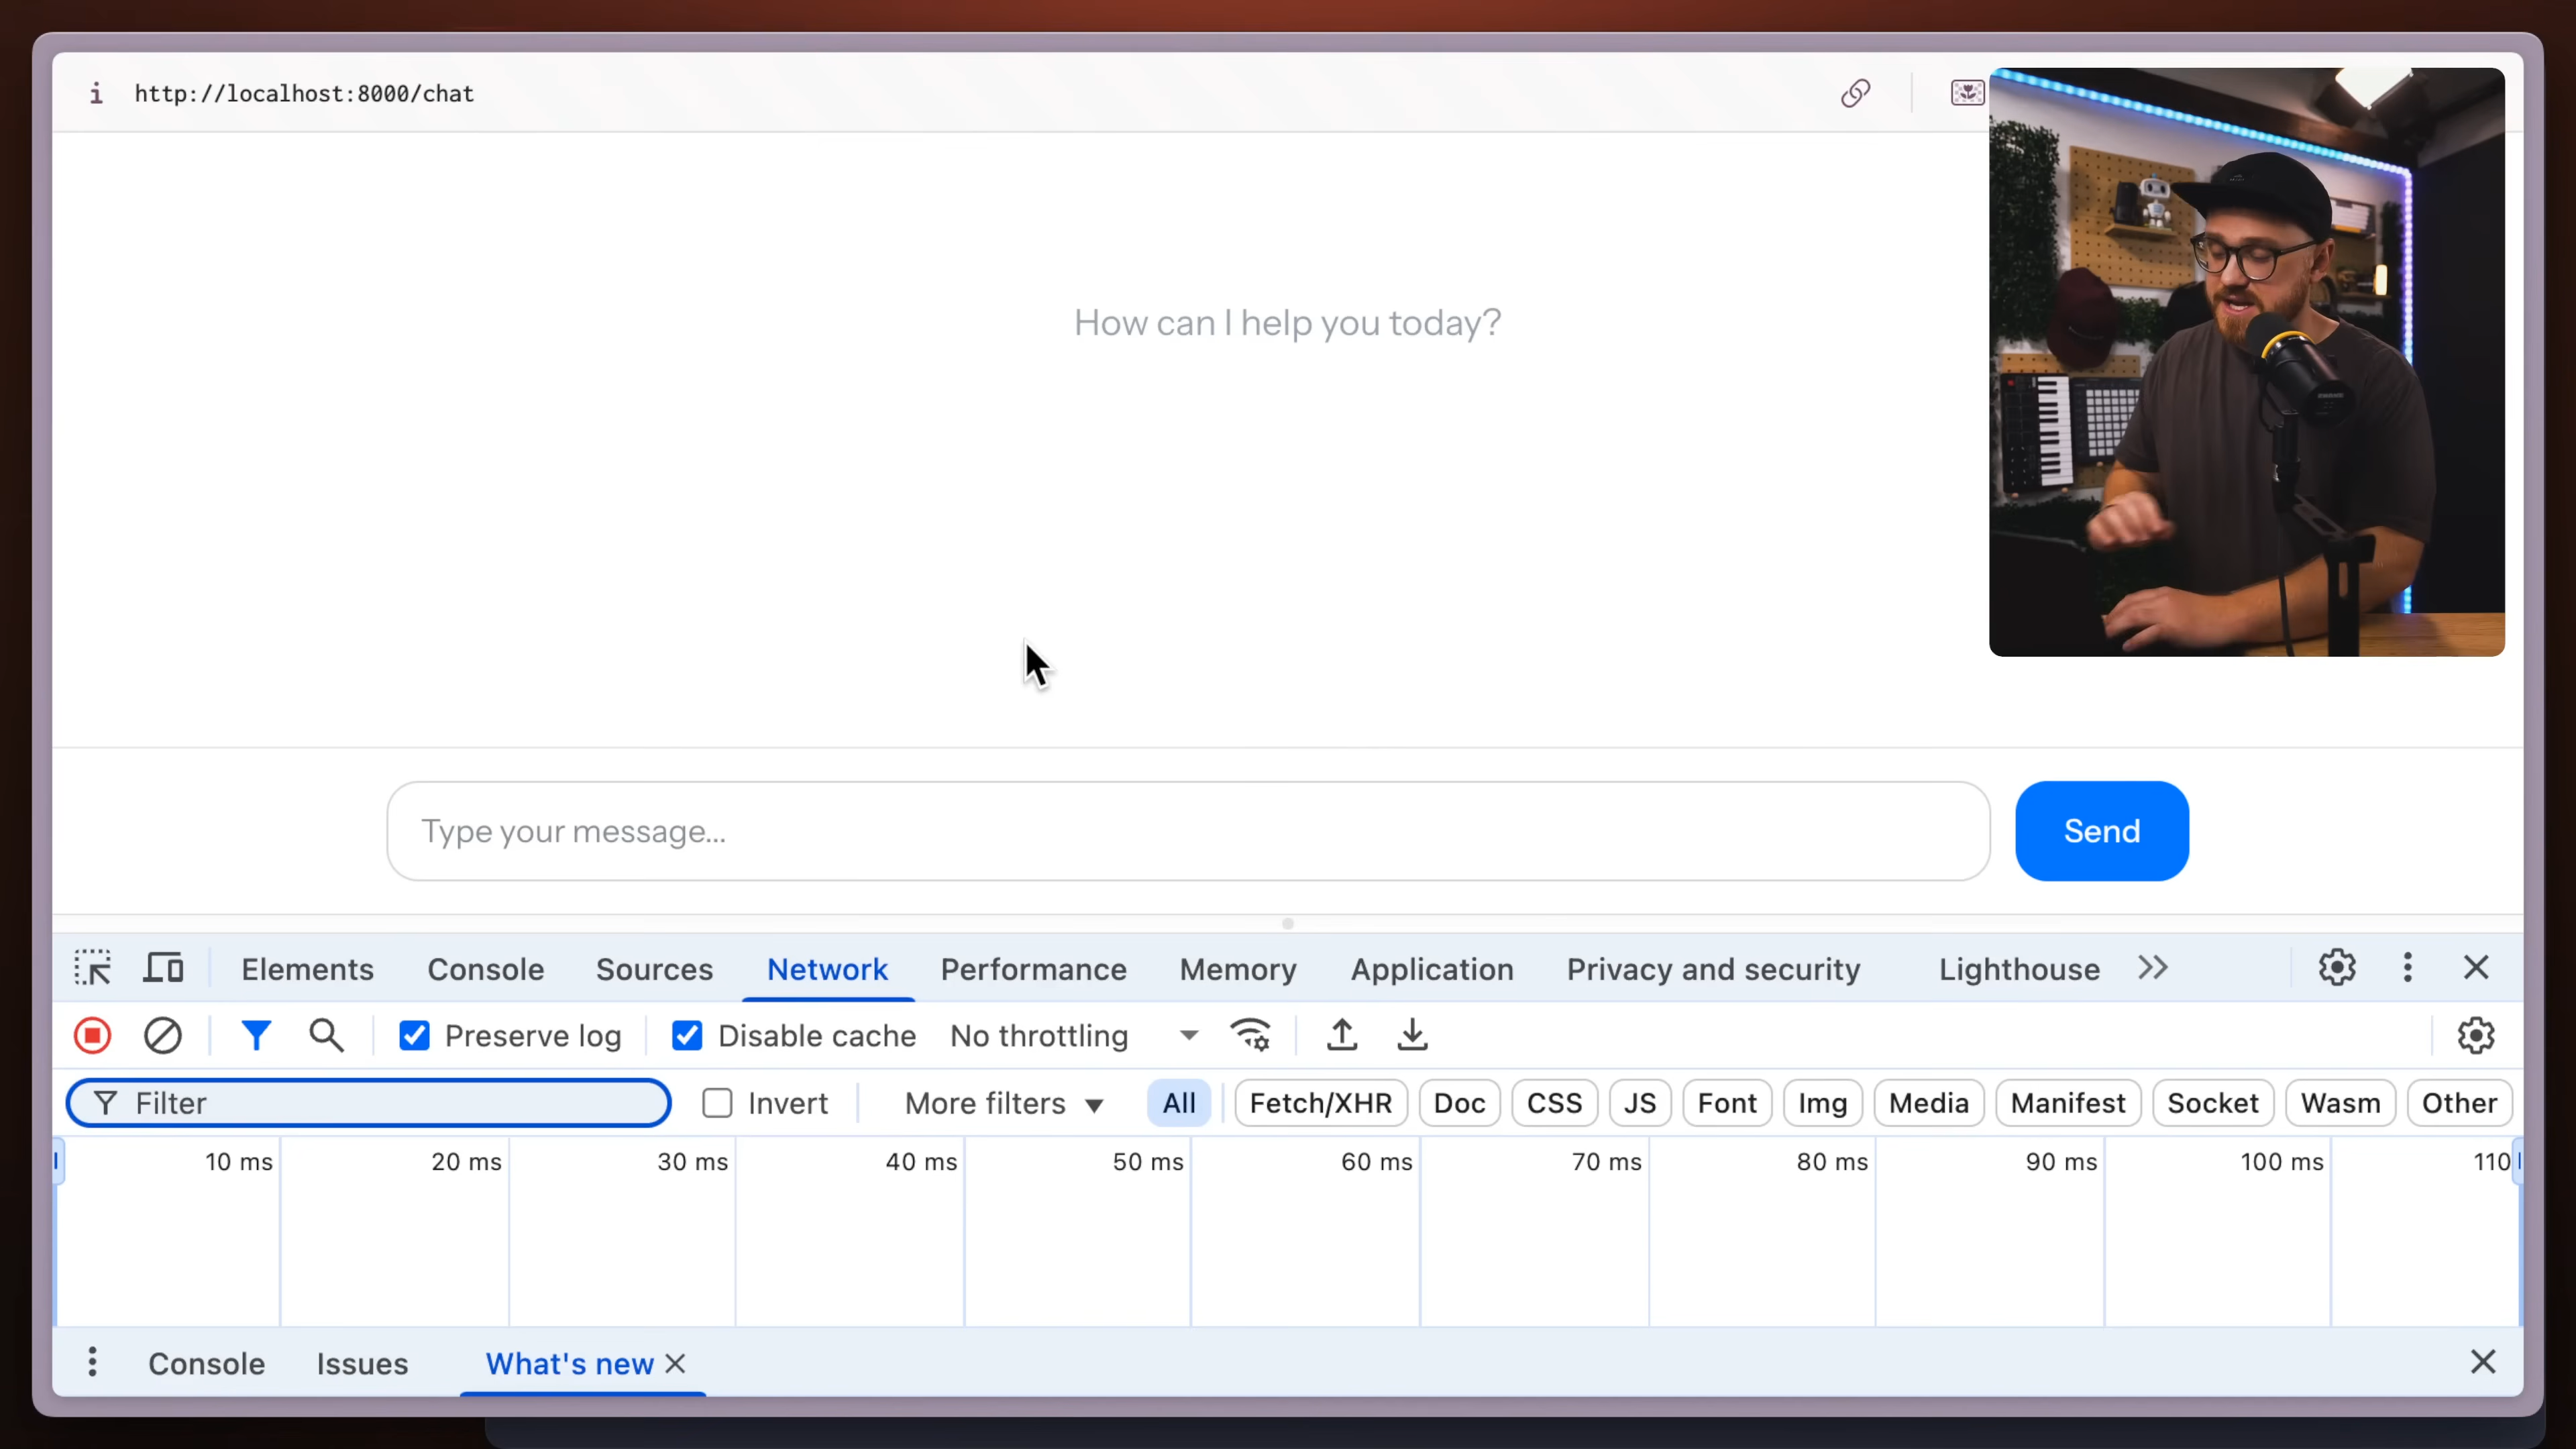 http://localhost:8000/chat
How can I help you today?
Type your message...
Send
Elements Console Sources Network Performance Memory Application Privacy and security Lighthouse
Preserve log Disable cache No throttling
Filter Invert More filters All Fetch/XHR Doc CSS JS Font Img Media Manifest Socket Wasm Other
10 ms 20 ms 30 ms 40 ms 50 ms 60 ms 70 ms 80 ms 90 ms 100 ms 110
Console Issues What's new